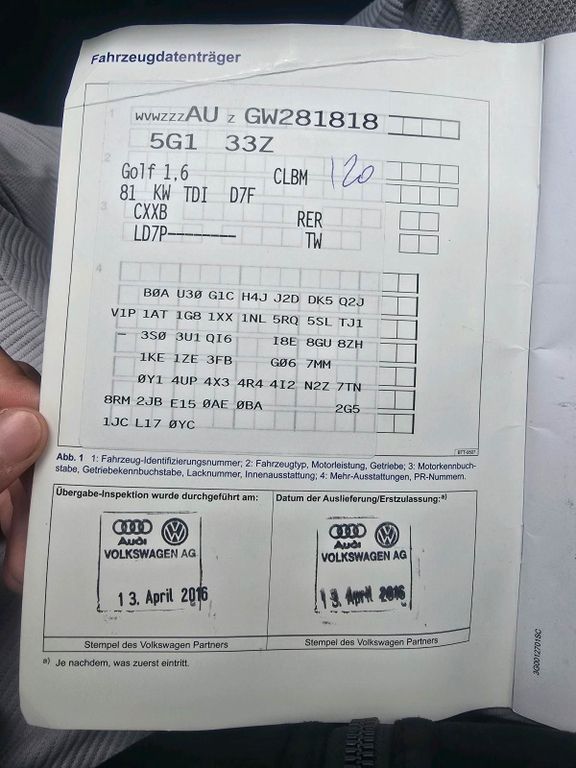 Fahrzeugdatenträger
1 WVWZZZAU Z GW281818
5G1 33Z
2
Golf 1,6 CLBM 120
81 KW TDI D7F
3 CXXB RER
LD7P-------- TW
4
B0A U30 G1C H4J J2D DK5 Q2J
V1P 1AT 1G8 1XX 1NL 5RQ 5SL TJ1
– 3S0 3U1 QI6 I8E 8GU 8ZH
1KE 1ZE 3FB G06 7MM
0Y1 4UP 4X3 4R4 4I2 N2Z 7TN
8RM 2JB E15 0AE 0BA 2G5
1JC L17 0YC
Abb. 1 1: Fahrzeug-Identifizierungsnummer; 2: Fahrzeugtyp, Motorleistung, Getriebe; 3: Motorkennbuch-
stabe, Getriebekennbuchstabe, Lacknummer, Innenausstattung; 4: Mehr-Ausstattungen, PR-Nummern.
Übergabe-Inspektion wurde durchgeführt am:
Audi
VOLKSWAGEN AG
13. April 2016
Stempel des Volkswagen Partners
Datum der Auslieferung/Erstzulassung:a)
Audi
VOLKSWAGEN AG
13. April 2016
Stempel des Volkswagen Partners
a) Je nachdem, was zuerst eintritt.
3G0012701SC